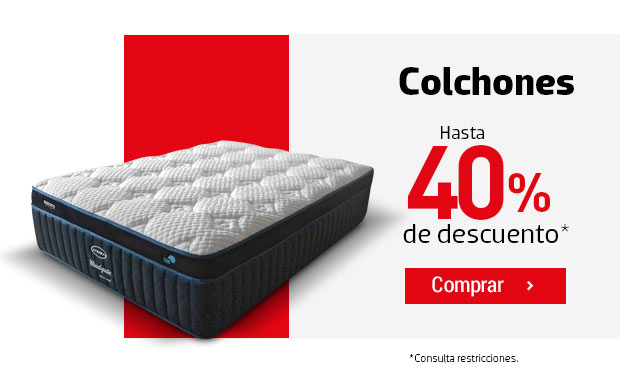 Colchones
Hasta
40%
de descuento*
Comprar >
*Consulta restricciones.